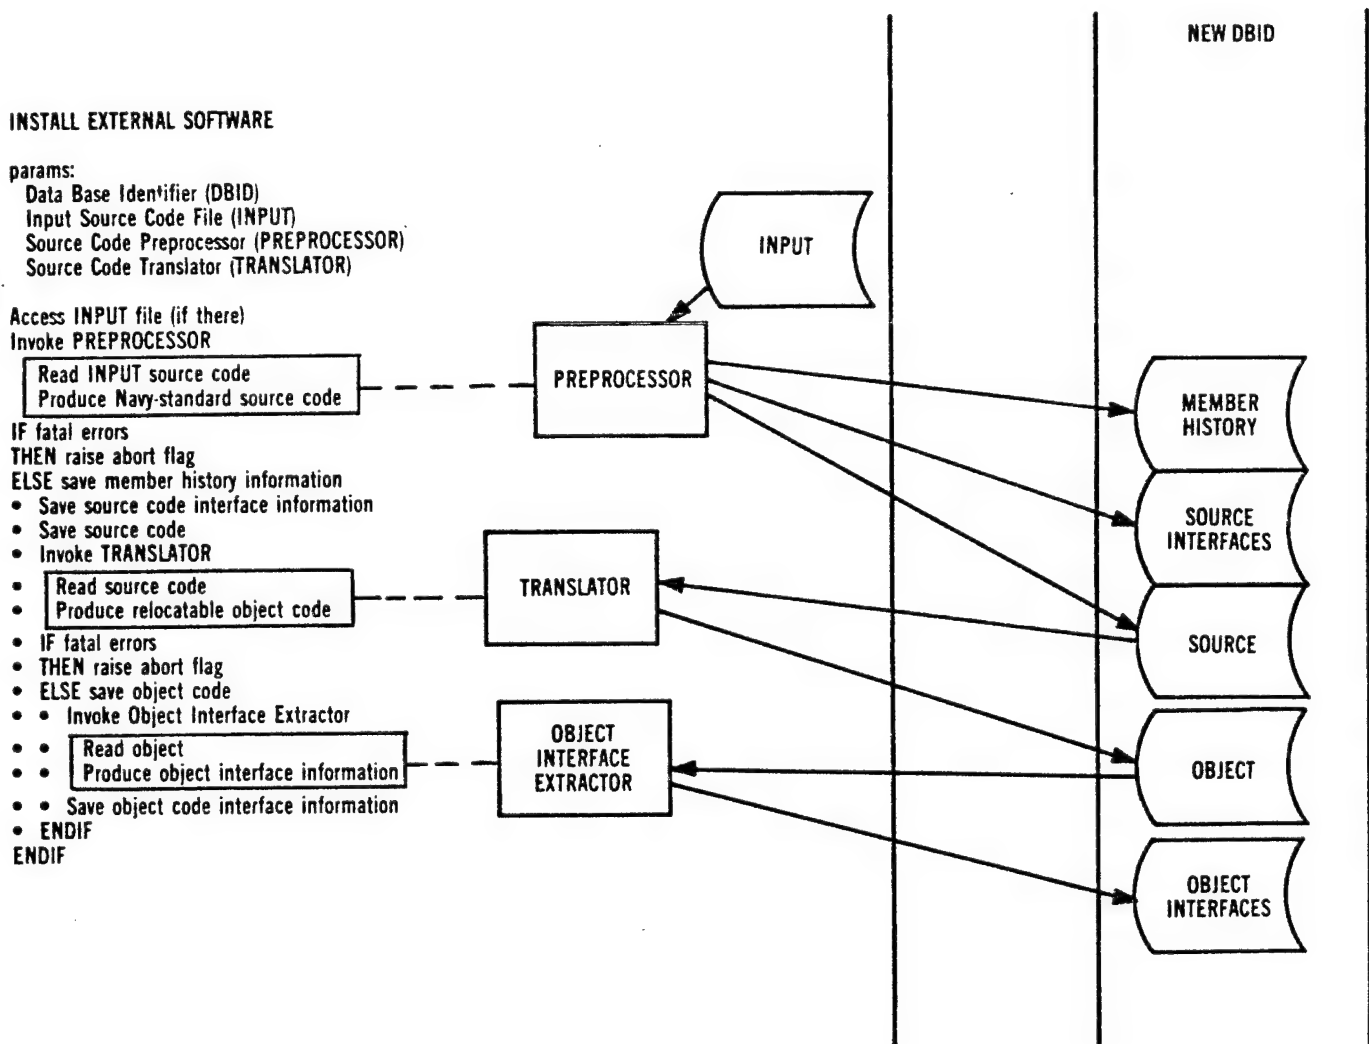 NEW DBID
INSTALL EXTERNAL SOFTWARE
params:
Data Base Identifier (DBID)
Input Source Code File (INPUT)
Source Code Preprocessor (PREPROCESSOR)
Source Code Translator (TRANSLATOR)
Access INPUT file (if there)
Invoke PREPROCESSOR
Read INPUT source code
Produce Navy-standard source code
IF fatal errors
THEN raise abort flag
ELSE save member history information
• Save source code interface information
• Save source code
• Invoke TRANSLATOR
• Read source code
• Produce relocatable object code
• IF fatal errors
• THEN raise abort flag
• ELSE save object code
• • Invoke Object Interface Extractor
• • Read object
• • Produce object interface information
• • Save object code interface information
• ENDIF
ENDIF
INPUT
PREPROCESSOR
TRANSLATOR
OBJECT
INTERFACE
EXTRACTOR
MEMBER
HISTORY
SOURCE
INTERFACES
SOURCE
OBJECT
OBJECT
INTERFACES